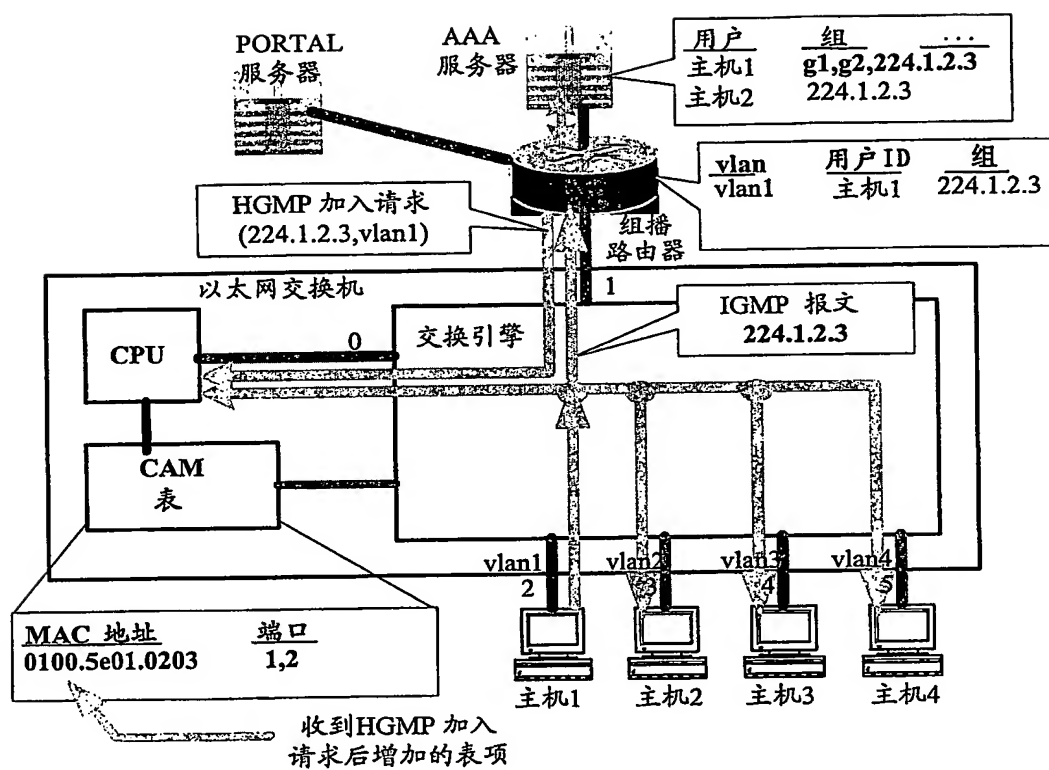 PORTAL
服务器
AAA
服务器
用户 组 ...
主机1 g1,g2,224.1.2.3
主机2 224.1.2.3
vlan 用户ID 组
vlan1 主机1 224.1.2.3
HGMP 加入请求
(224.1.2.3,vlan1)
组播
路由器
以太网交换机
1
IGMP 报文
224.1.2.3
CPU
0
交换引擎
CAM
表
vlan1
2
vlan2
3
vlan3
4
vlan4
5
MAC 地址 端口
0100.5e01.0203 1,2
主机1
主机2
主机3
主机4
收到HGMP 加入
请求后增加的表项